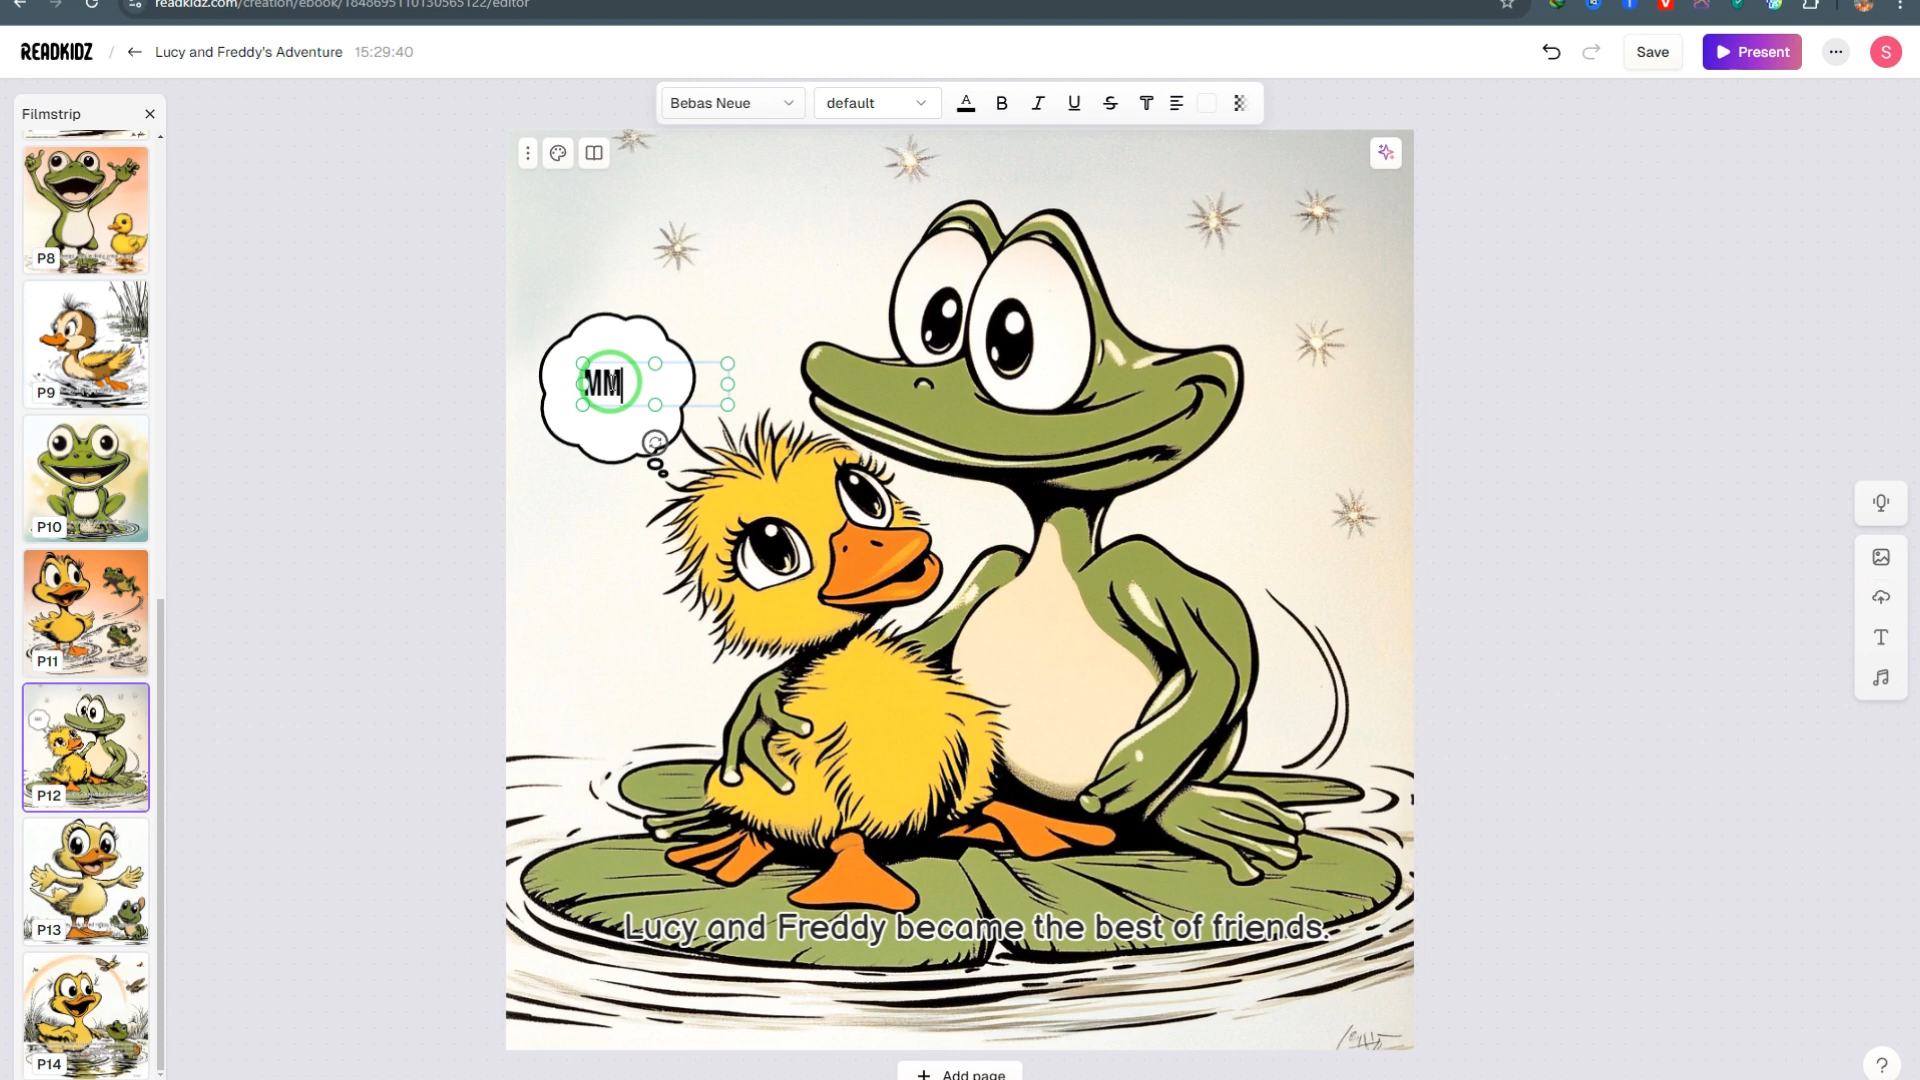 readkidz.com/creation/ebook/1848695110130565122/editor
READKIDZ / Lucy and Freddy's Adventure 15:29:40 Save Present S
Bebas Neue default A B I U S T
Filmstrip
P8
P9
P10
P11
P12
P13
P14
MM
Lucy and Freddy became the best of friends.
T
Add page
?